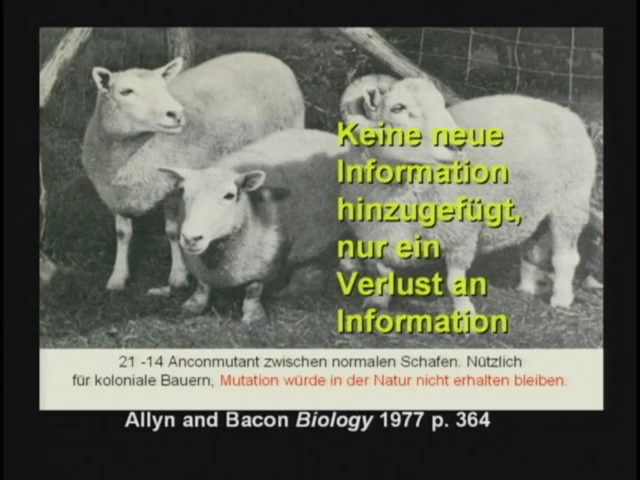 Keine neue
Information
hinzugefügt,
nur ein
Verlust an
Information
21 -14 Anconmutant zwischen normalen Schafen. Nützlich
für koloniale Bauern, Mutation würde in der Natur nicht erhalten bleiben.
Allyn and Bacon Biology 1977 p. 364